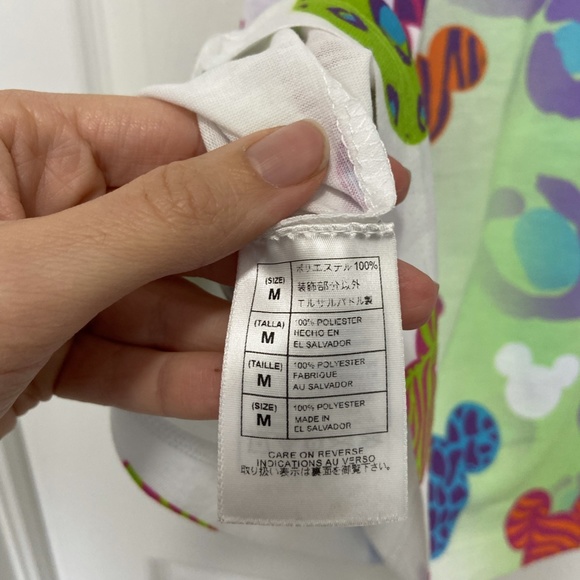 (SIZE)
M
ポリエステル 100%
装飾部分以外
エルサルバドル製
(TALLA)
M
100% POLIESTER
HECHO EN
EL SALVADOR
(TAILLE)
M
100% POLYESTER
FABRIQUE
AU SALVADOR
(SIZE)
M
100% POLYESTER
MADE IN
EL SALVADOR
CARE ON REVERSE
INDICATIONS AU VERSO
取り扱い表示は裏面を御覧下さい。